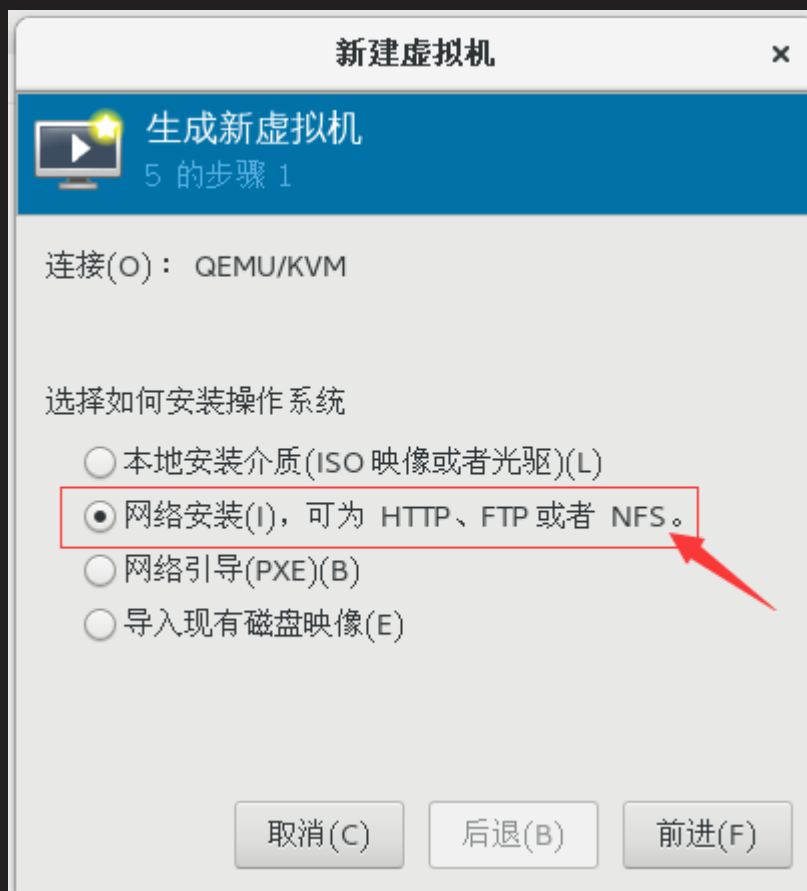 新建虚拟机
生成新虚拟机
5 的步骤 1
连接(O)： QEMU/KVM
选择如何安装操作系统
本地安装介质(ISO 映像或者光驱)(L)
网络安装(I)，可为 HTTP、FTP 或者 NFS。
网络引导(PXE)(B)
导入现有磁盘映像(E)
取消(C) 后退(B) 前进(F)